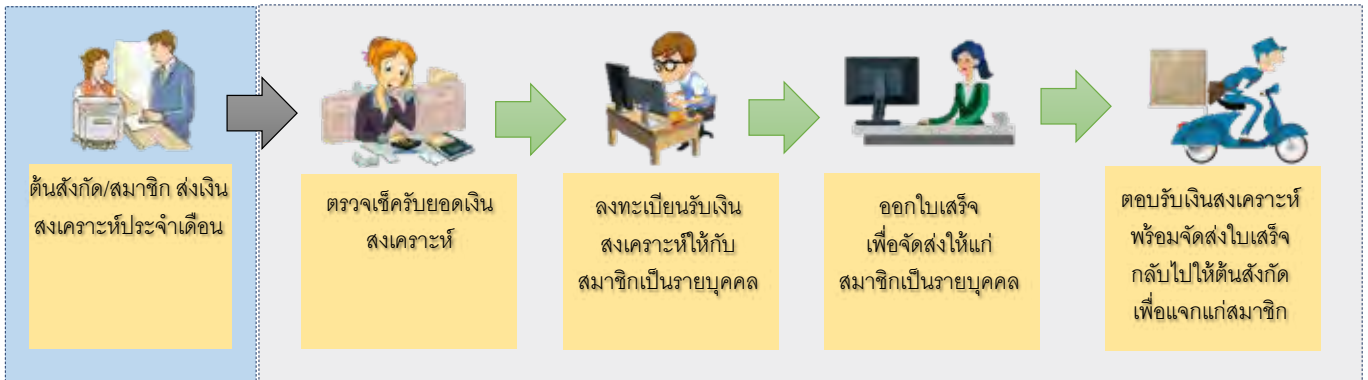 ต้นสังกัด/สมาชิก ส่งเงิน
สงเคราะห์ประจำเดือน
ตรวจเช็ครับยอดเงิน
สงเคราะห์
ลงทะเบียนรับเงิน
สงเคราะห์ให้กับ
สมาชิกเป็นรายบุคคล
ออกใบเสร็จ
เพื่อจัดส่งให้แก่
สมาชิกเป็นรายบุคคล
ตอบรับเงินสงเคราะห์
พร้อมจัดส่งใบเสร็จ
กลับไปให้ต้นสังกัด
เพื่อแจกแก่สมาชิก